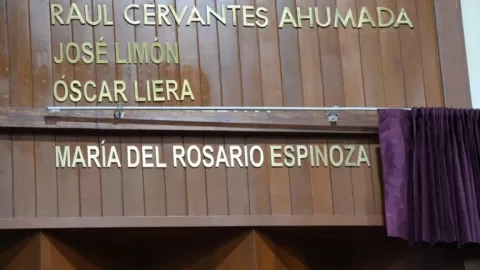 RAUL CERVANTES AHUMADA
JOSÉ LIMÓN
ÓSCAR LIERA
MARÍA DEL ROSARIO ESPINOZA